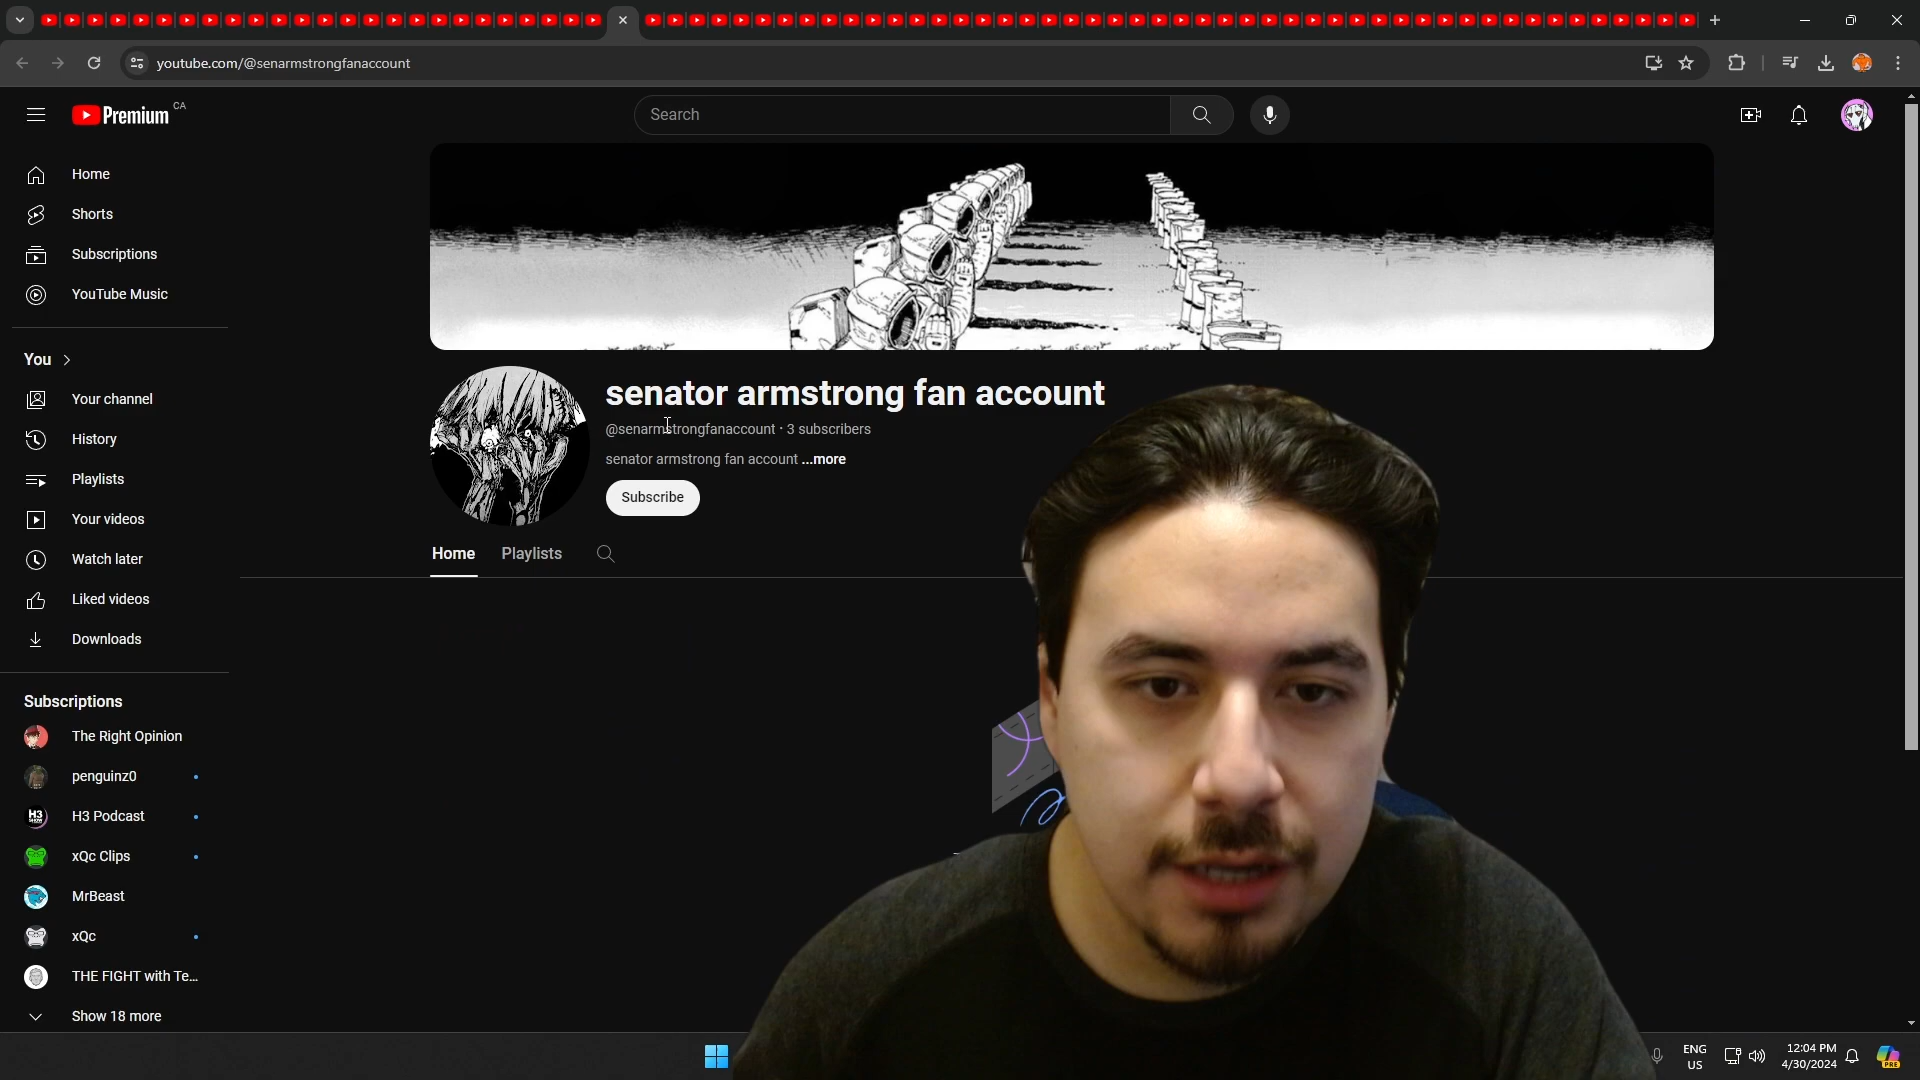 youtube.com/@senarmstrongfanaccount
Premium CA
Search
Home
Shorts
Subscriptions
YouTube Music
You
Your channel
History
Playlists
Your videos
Watch later
Liked videos
Downloads
Subscriptions
The Right Opinion
penguinz0
H3 Podcast
xQc Clips
MrBeast
xQc
THE FIGHT with Te...
Show 18 more
senator armstrong fan account
@senarmstrongfanaccount · 3 subscribers
senator armstrong fan account ...more
Subscribe
Home Playlists
ENG
US
12:04 PM
4/30/2024
PRE